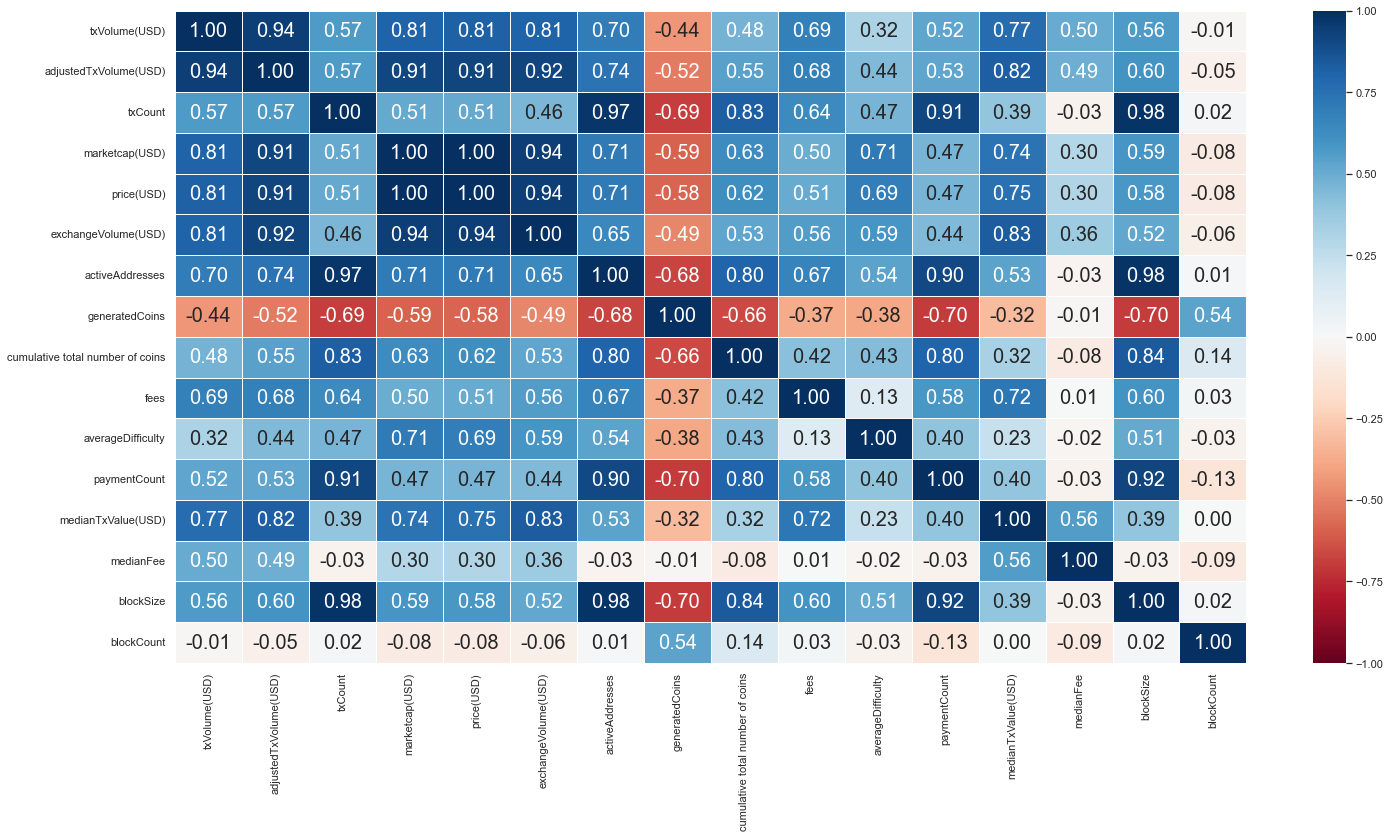 txVolume(USD) 1.00 0.94 0.57 0.81 0.81 0.81 0.70 -0.44 0.48 0.69 0.32 0.52 0.77 0.50 0.56 -0.01
adjustedTxVolume(USD) 0.94 1.00 0.57 0.91 0.91 0.92 0.74 -0.52 0.55 0.68 0.44 0.53 0.82 0.49 0.60 -0.05
txCount 0.57 0.57 1.00 0.51 0.51 0.46 0.97 -0.69 0.83 0.64 0.47 0.91 0.39 -0.03 0.98 0.02
marketcap(USD) 0.81 0.91 0.51 1.00 1.00 0.94 0.71 -0.59 0.63 0.50 0.71 0.47 0.74 0.30 0.59 -0.08
price(USD) 0.81 0.91 0.51 1.00 1.00 0.94 0.71 -0.58 0.62 0.51 0.69 0.47 0.75 0.30 0.58 -0.08
exchangeVolume(USD) 0.81 0.92 0.46 0.94 0.94 1.00 0.65 -0.49 0.53 0.56 0.59 0.44 0.83 0.36 0.52 -0.06
activeAddresses 0.70 0.74 0.97 0.71 0.71 0.65 1.00 -0.68 0.80 0.67 0.54 0.90 0.53 -0.03 0.98 0.01
generatedCoins -0.44 -0.52 -0.69 -0.59 -0.58 -0.49 -0.68 1.00 -0.66 -0.37 -0.38 -0.70 -0.32 -0.01 -0.70 0.54
cumulative total number of coins 0.48 0.55 0.83 0.63 0.62 0.53 0.80 -0.66 1.00 0.42 0.43 0.80 0.32 -0.08 0.84 0.14
fees 0.69 0.68 0.64 0.50 0.51 0.56 0.67 -0.37 0.42 1.00 0.13 0.58 0.72 0.01 0.60 0.03
averageDifficulty 0.32 0.44 0.47 0.71 0.69 0.59 0.54 -0.38 0.43 0.13 1.00 0.40 0.23 -0.02 0.51 -0.03
paymentCount 0.52 0.53 0.91 0.47 0.47 0.44 0.90 -0.70 0.80 0.58 0.40 1.00 0.40 -0.03 0.92 -0.13
medianTxValue(USD) 0.77 0.82 0.39 0.74 0.75 0.83 0.53 -0.32 0.32 0.72 0.23 0.40 1.00 0.56 0.39 0.00
medianFee 0.50 0.49 -0.03 0.30 0.30 0.36 -0.03 -0.01 -0.08 0.01 -0.02 -0.03 0.56 1.00 -0.03 -0.09
blockSize 0.56 0.60 0.98 0.59 0.58 0.52 0.98 -0.70 0.84 0.60 0.51 0.92 0.39 -0.03 1.00 0.02
blockCount -0.01 -0.05 0.02 -0.08 -0.08 -0.06 0.01 0.54 0.14 0.03 -0.03 -0.13 0.00 -0.09 0.02 1.00
txVolume(USD)
adjustedTxVolume(USD)
txCount
marketcap(USD)
price(USD)
exchangeVolume(USD)
activeAddresses
generatedCoins
cumulative total number of coins
fees
averageDifficulty
paymentCount
medianTxValue(USD)
medianFee
blockSize
blockCount
1.00
0.75
0.50
0.25
0.00
−0.25
−0.50
−0.75
−1.00